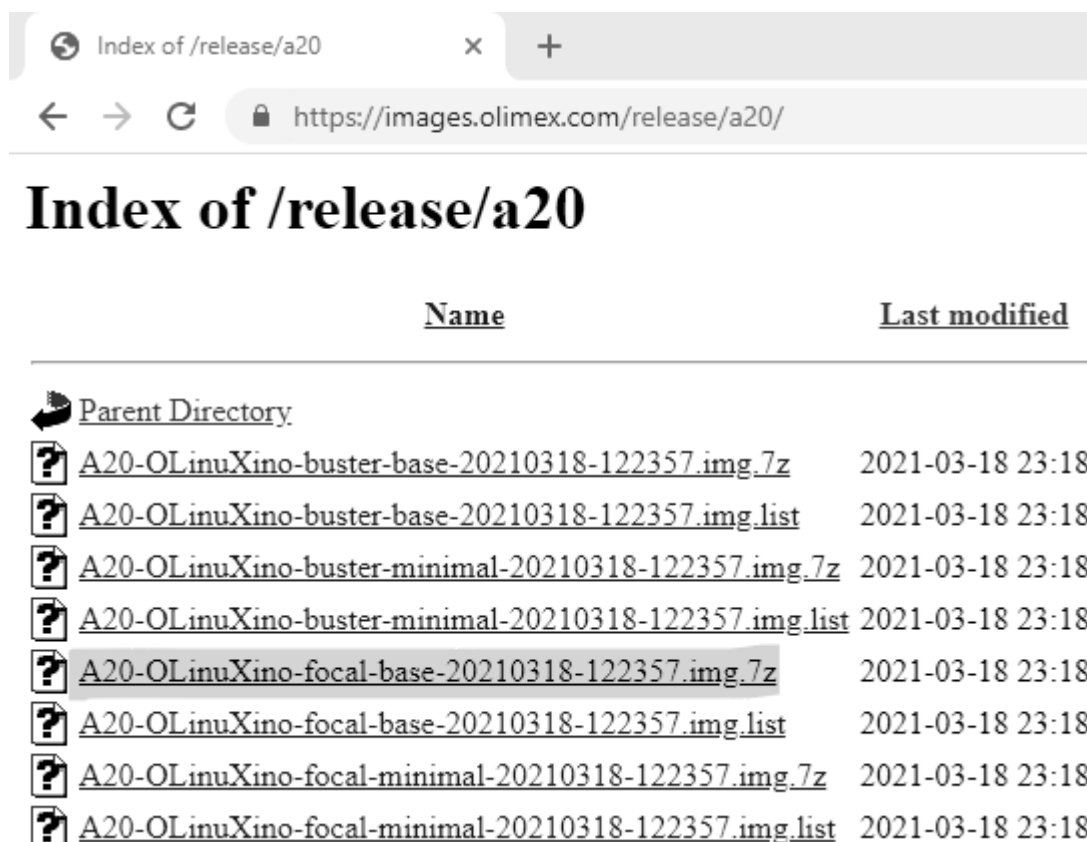 Index of /release/a20
https://images.olimex.com/release/a20/
Index of /release/a20
Name Last modified
Parent Directory
A20-OLinuXino-buster-base-20210318-122357.img.7z 2021-03-18 23:18
A20-OLinuXino-buster-base-20210318-122357.img.list 2021-03-18 23:18
A20-OLinuXino-buster-minimal-20210318-122357.img.7z 2021-03-18 23:18
A20-OLinuXino-buster-minimal-20210318-122357.img.list 2021-03-18 23:18
A20-OLinuXino-focal-base-20210318-122357.img.7z 2021-03-18 23:18
A20-OLinuXino-focal-base-20210318-122357.img.list 2021-03-18 23:18
A20-OLinuXino-focal-minimal-20210318-122357.img.7z 2021-03-18 23:18
A20-OLinuXino-focal-minimal-20210318-122357.img.list 2021-03-18 23:18